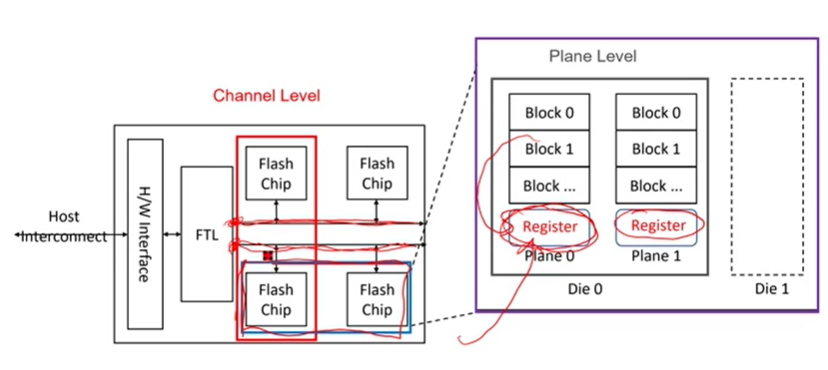 Plane Level
Channel Level
Block 0
Block 0
Block 1
Block 1
Block ...
Block ...
Register
Register
Plane 0
Plane 1
Die 0
Die 1
Host
Interconnect
H/W Interface
FTL
Flash
Chip
Flash
Chip
Flash
Chip
Flash
Chip